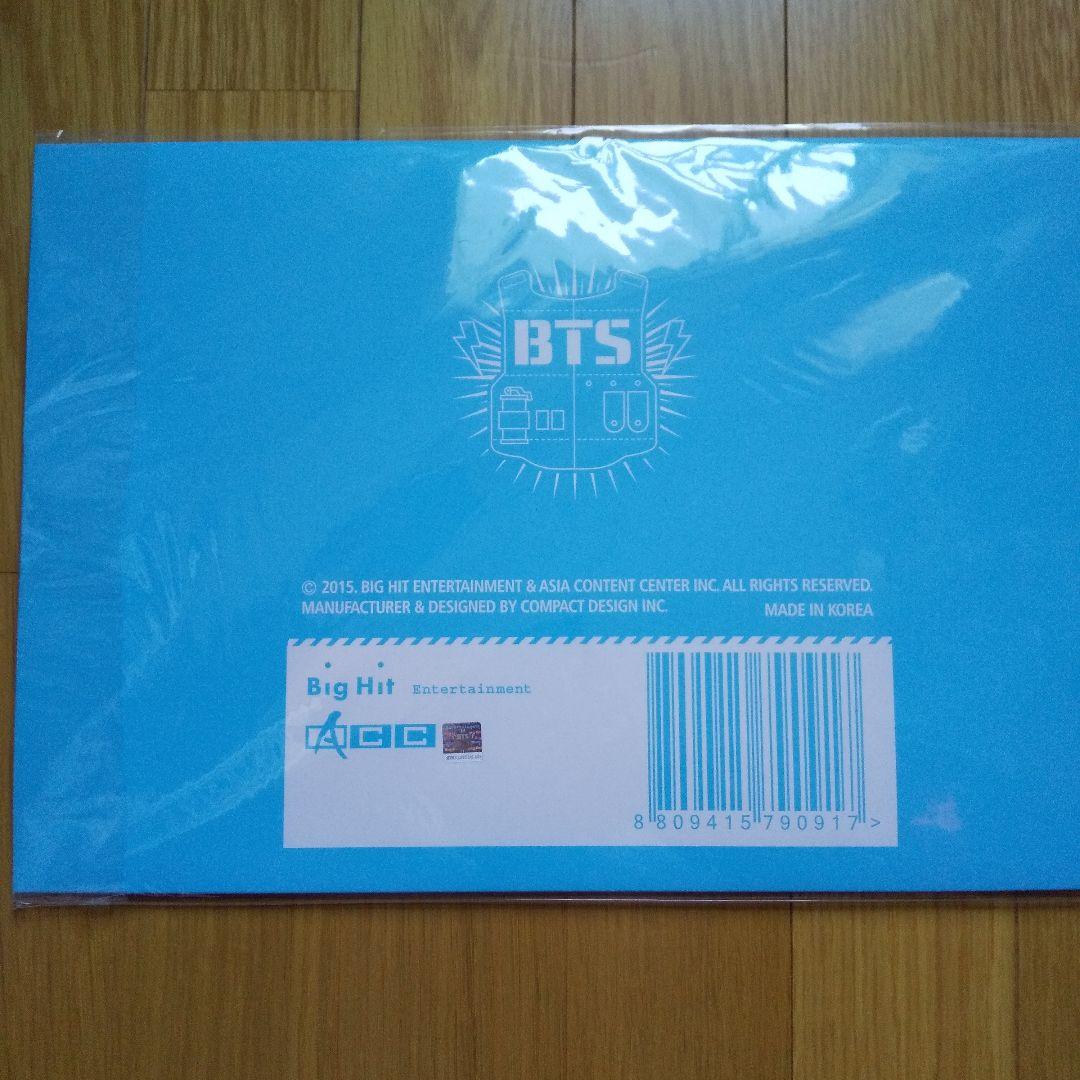 BTS
© 2015. BIG HIT ENTERTAINMENT & ASIA CONTENT CENTER INC. ALL RIGHTS RESERVED.
MANUFACTURER & DESIGNED BY COMPACT DESIGN INC. MADE IN KOREA
Big Hit Entertainment
ACC
BTS
8 809415 790917 >